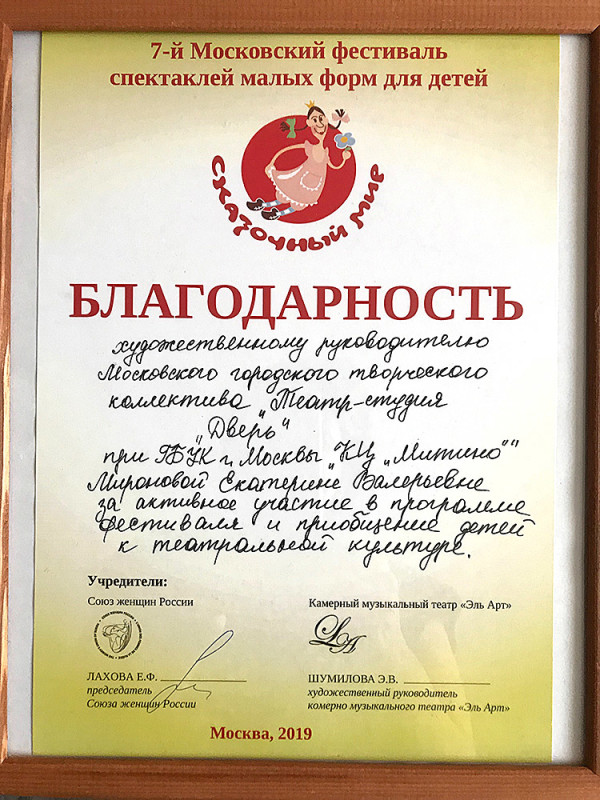 7-й Московский фестиваль
спектаклей малых форм для детей
СКАЗОЧНЫЙ МИР
БЛАГОДАРНОСТЬ
художественному руководителю
Московского городского творческого
коллектива „Театр-студия
„Дверь“
при ГБУК г. Москвы „КЦ „Митино““
Мироновой Екатерине Валерьевне
за активное участие в программе
фестиваля и приобщение детей
к театральной культуре.
Учредители:
Союз женщин России
Камерный музыкальный театр «Эль Арт»
ЛАХОВА Е.Ф.
председатель
Союза женщин России
ШУМИЛОВА Э.В.
художественный руководитель
комерно музыкального театра «Эль Арт»
Москва, 2019